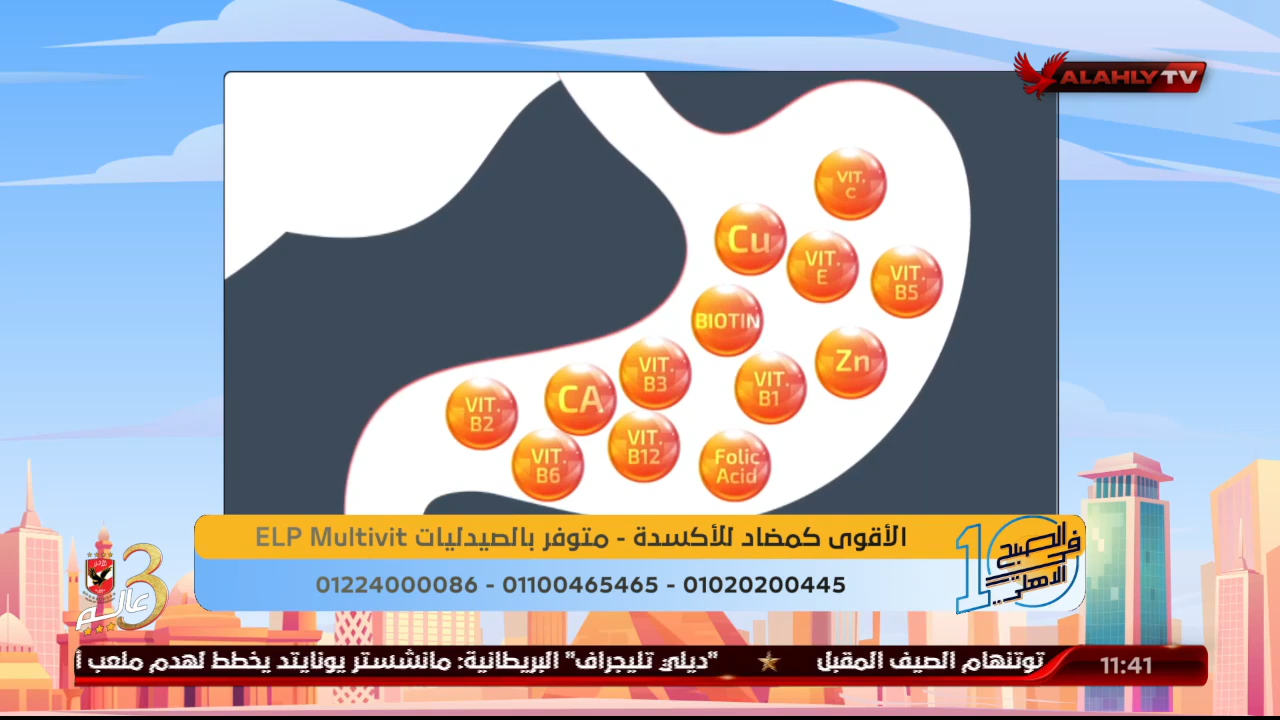 ALAHLY TV
VIT.
C
Cu
VIT.
E
VIT.
B5
BIOTIN
Zn
VIT.
B3
VIT.
B1
CA
VIT.
B2
VIT.
B12
VIT.
B6
Folic
Acid
الأقوى كمضاد للأكسدة - متوفر بالصيدليات ELP Multivit
01224000086 - 01100465465 - 01020200445
10
الصبح
في
الأهلي
3
عالم
توتنهام الصيف المقبل ★ "ديلي تليجراف" البريطانية: مانشستر يونايتد يخطط لهدم ملعب أ
11:41